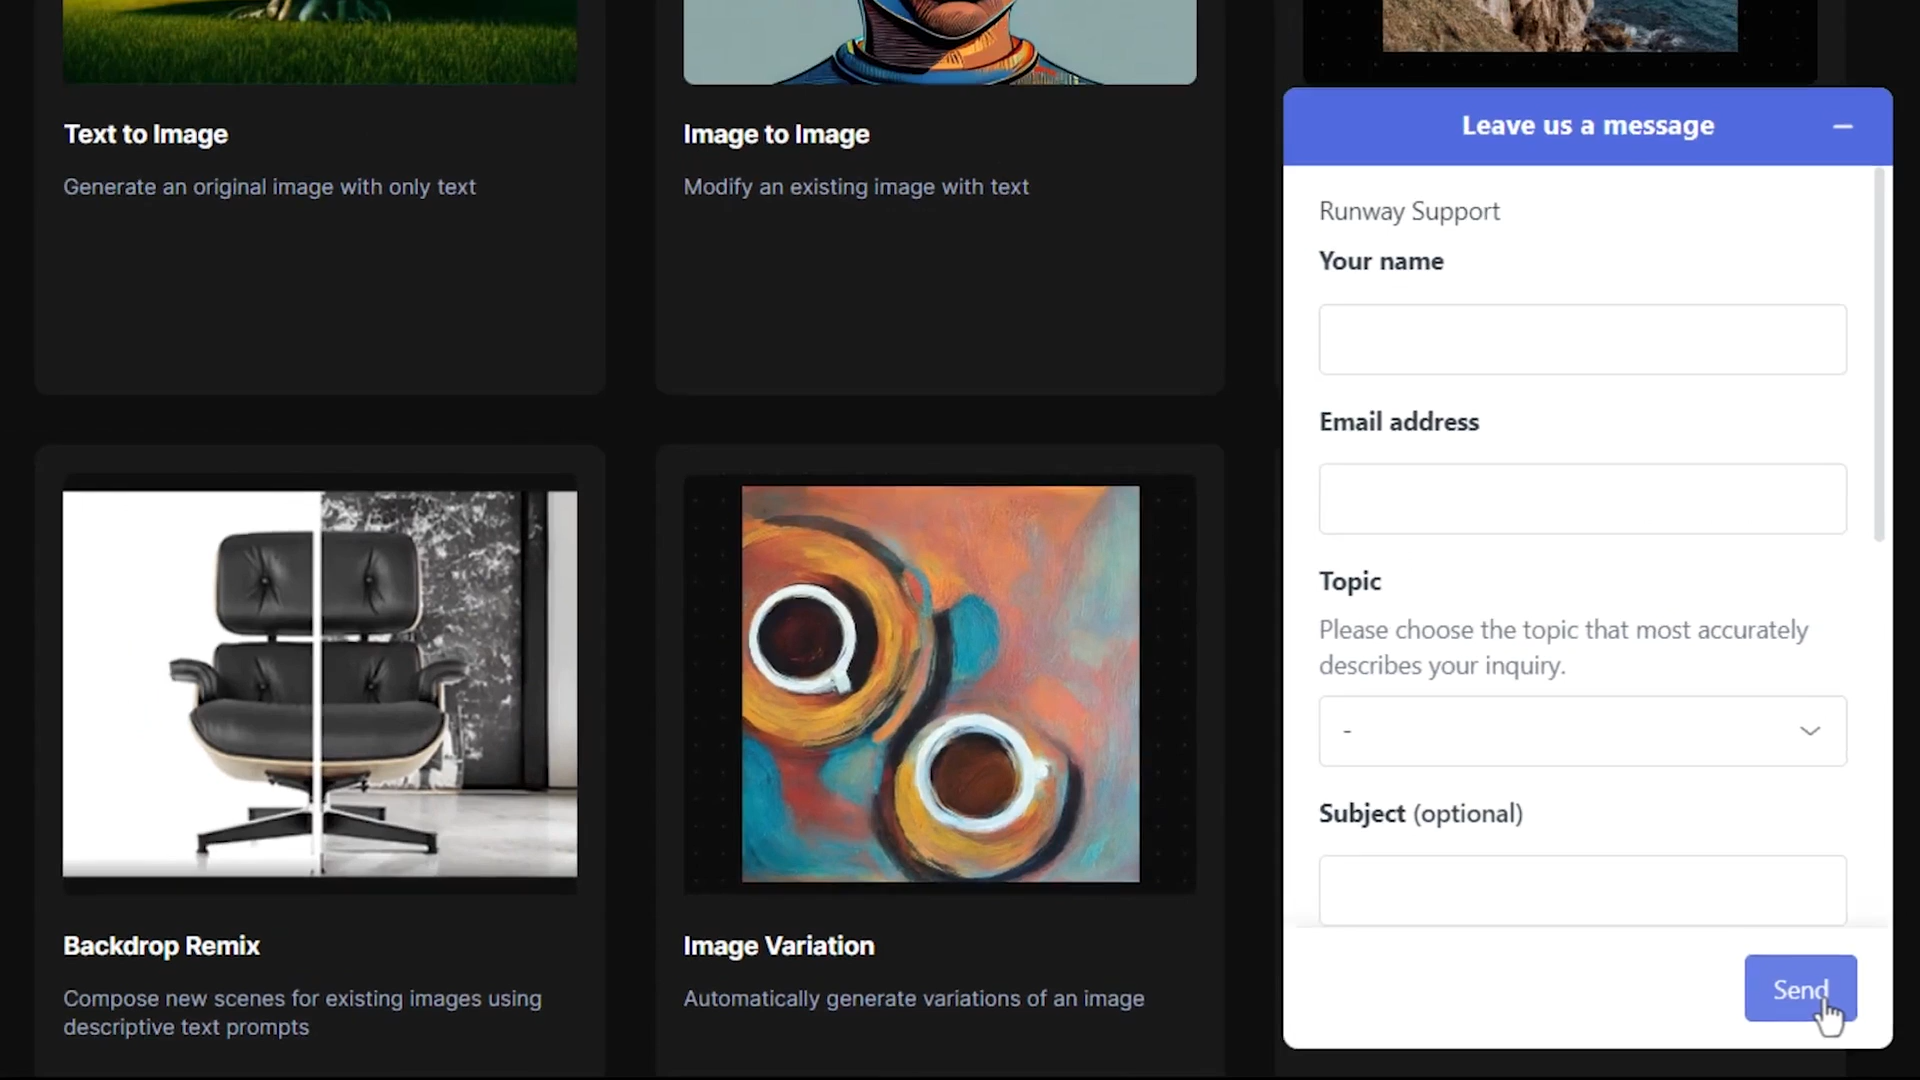 Text to Image
Generate an original image with only text
Image to Image
Modify an existing image with text
Backdrop Remix
Compose new scenes for existing images using
descriptive text prompts
Image Variation
Automatically generate variations of an image
Leave us a message
Runway Support
Your name
Email address
Topic
Please choose the topic that most accurately
describes your inquiry.
-
Subject (optional)
Send